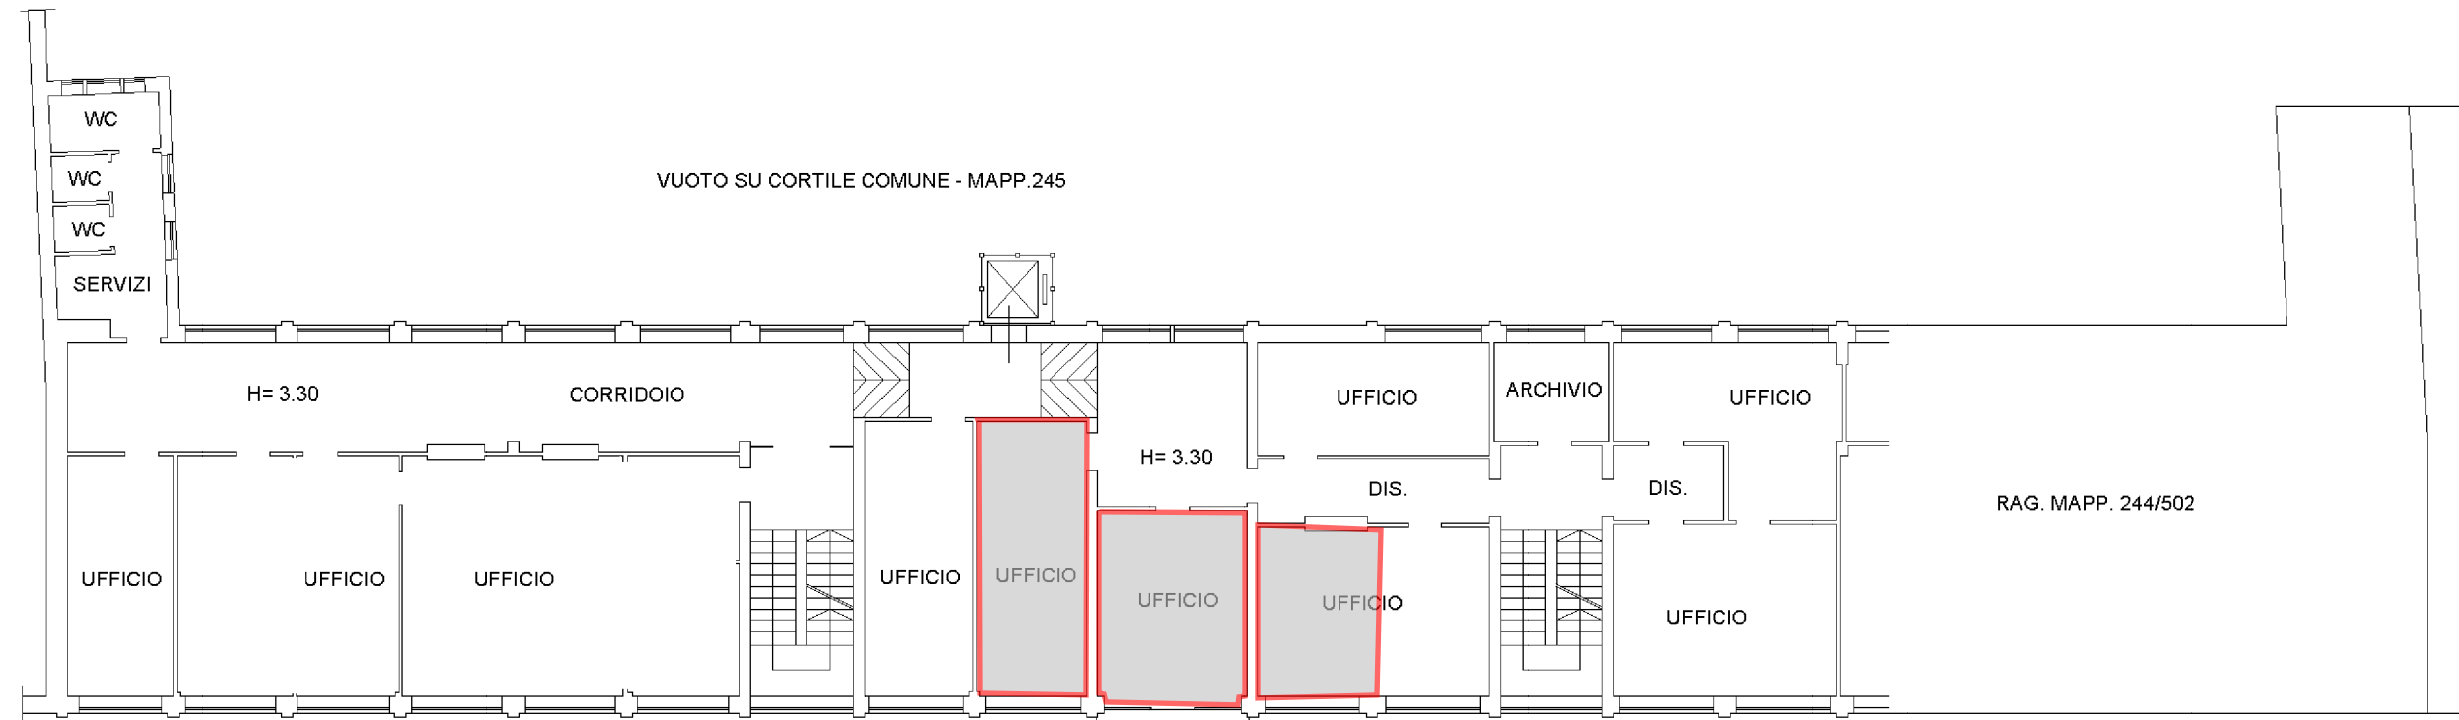 WC
WC
WC
SERVIZI
VUOTO SU CORTILE COMUNE - MAPP.245
H= 3.30
CORRIDOIO
UFFICIO
ARCHIVIO
UFFICIO
H= 3.30
DIS.
DIS.
RAG. MAPP. 244/502
UFFICIO
UFFICIO
UFFICIO
UFFICIO
UFFICIO
UFFICIO
UFFICIO
UFFICIO